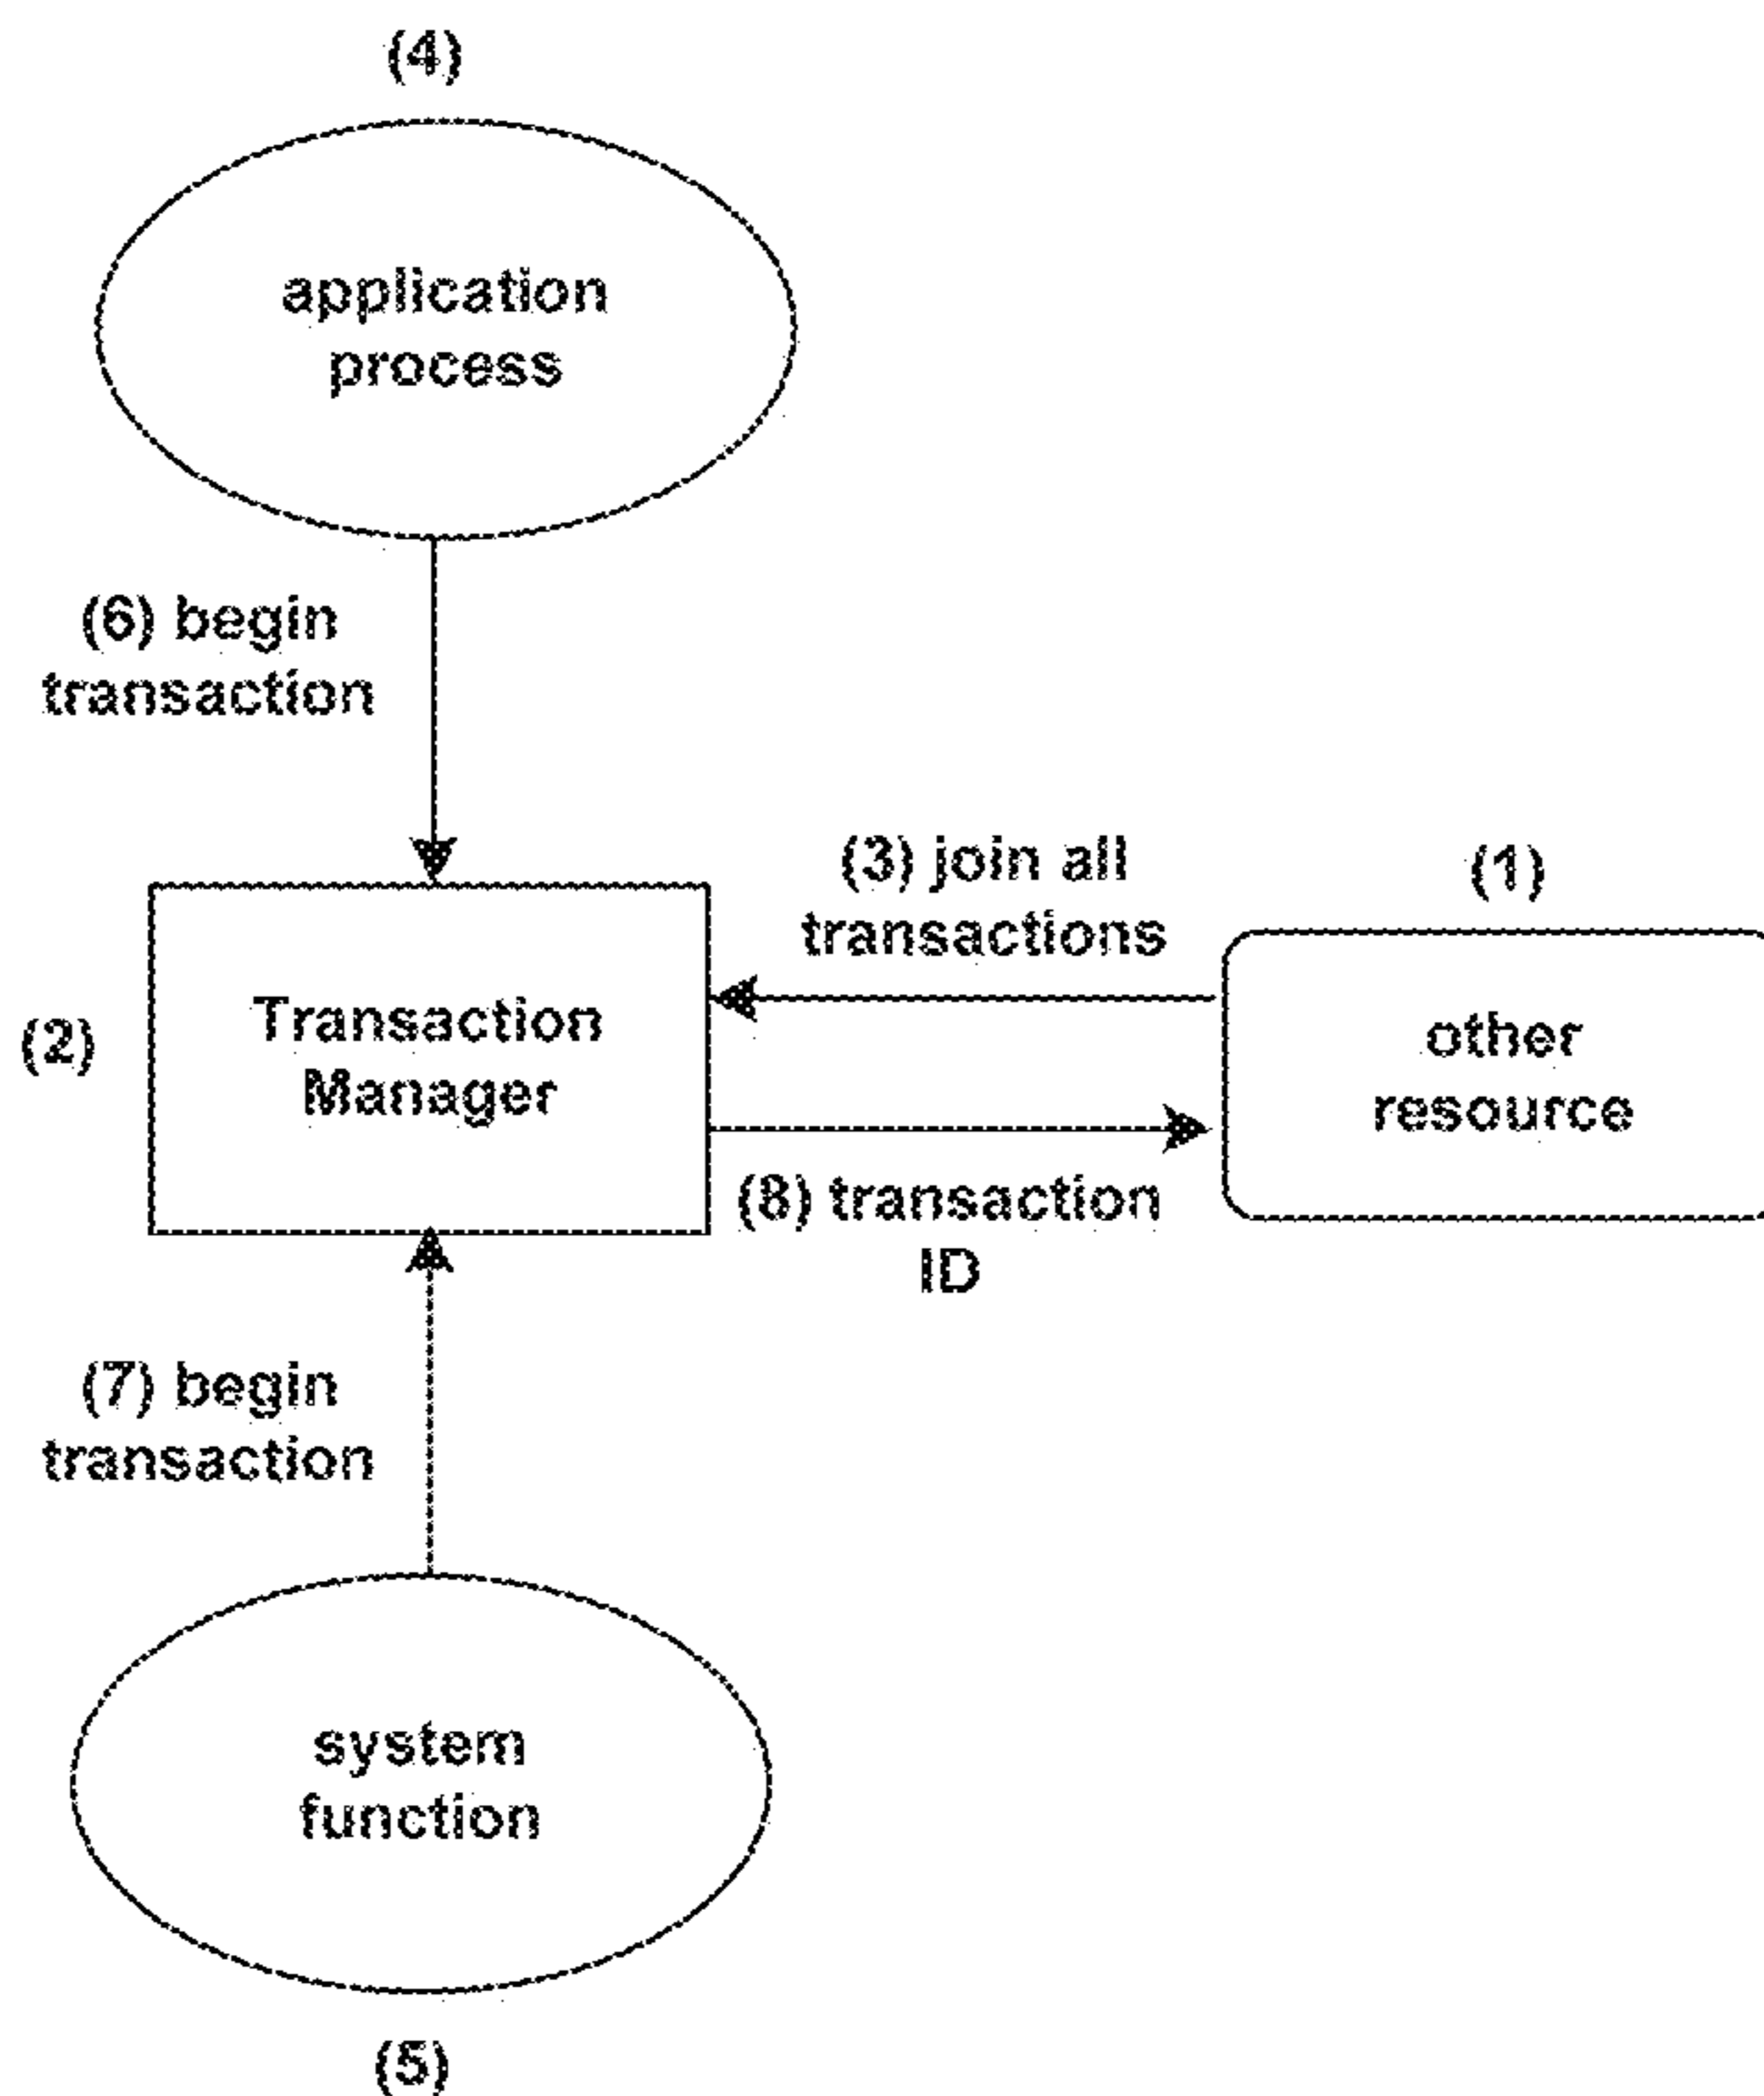 (4)
application
process
(6) begin
transaction
(3) join all
transactions
(1)
(2)
Transaction
Manager
other
resource
(8) transaction
ID
(7) begin
transaction
system
function
(5)